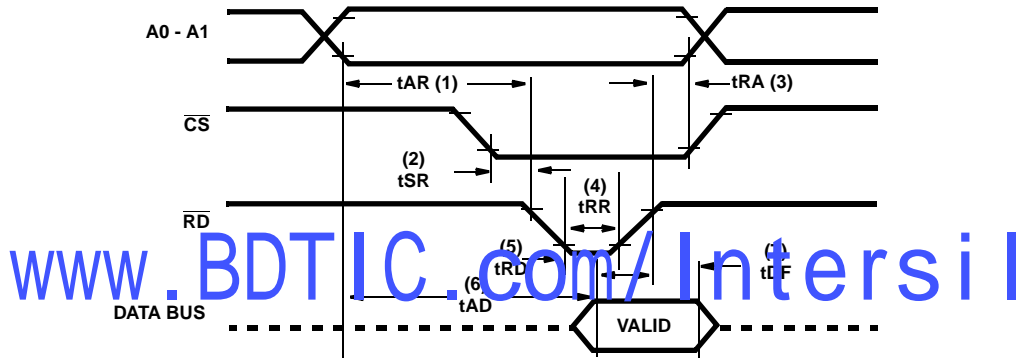 A0 - A1
tAR (1)
tRA (3)
CS
(2)
tSR
(4)
tRR
RD
(5)
tRD
(7)
tDF
www.BDTIC.com/Intersil
(6)
tAD
DATA BUS
VALID